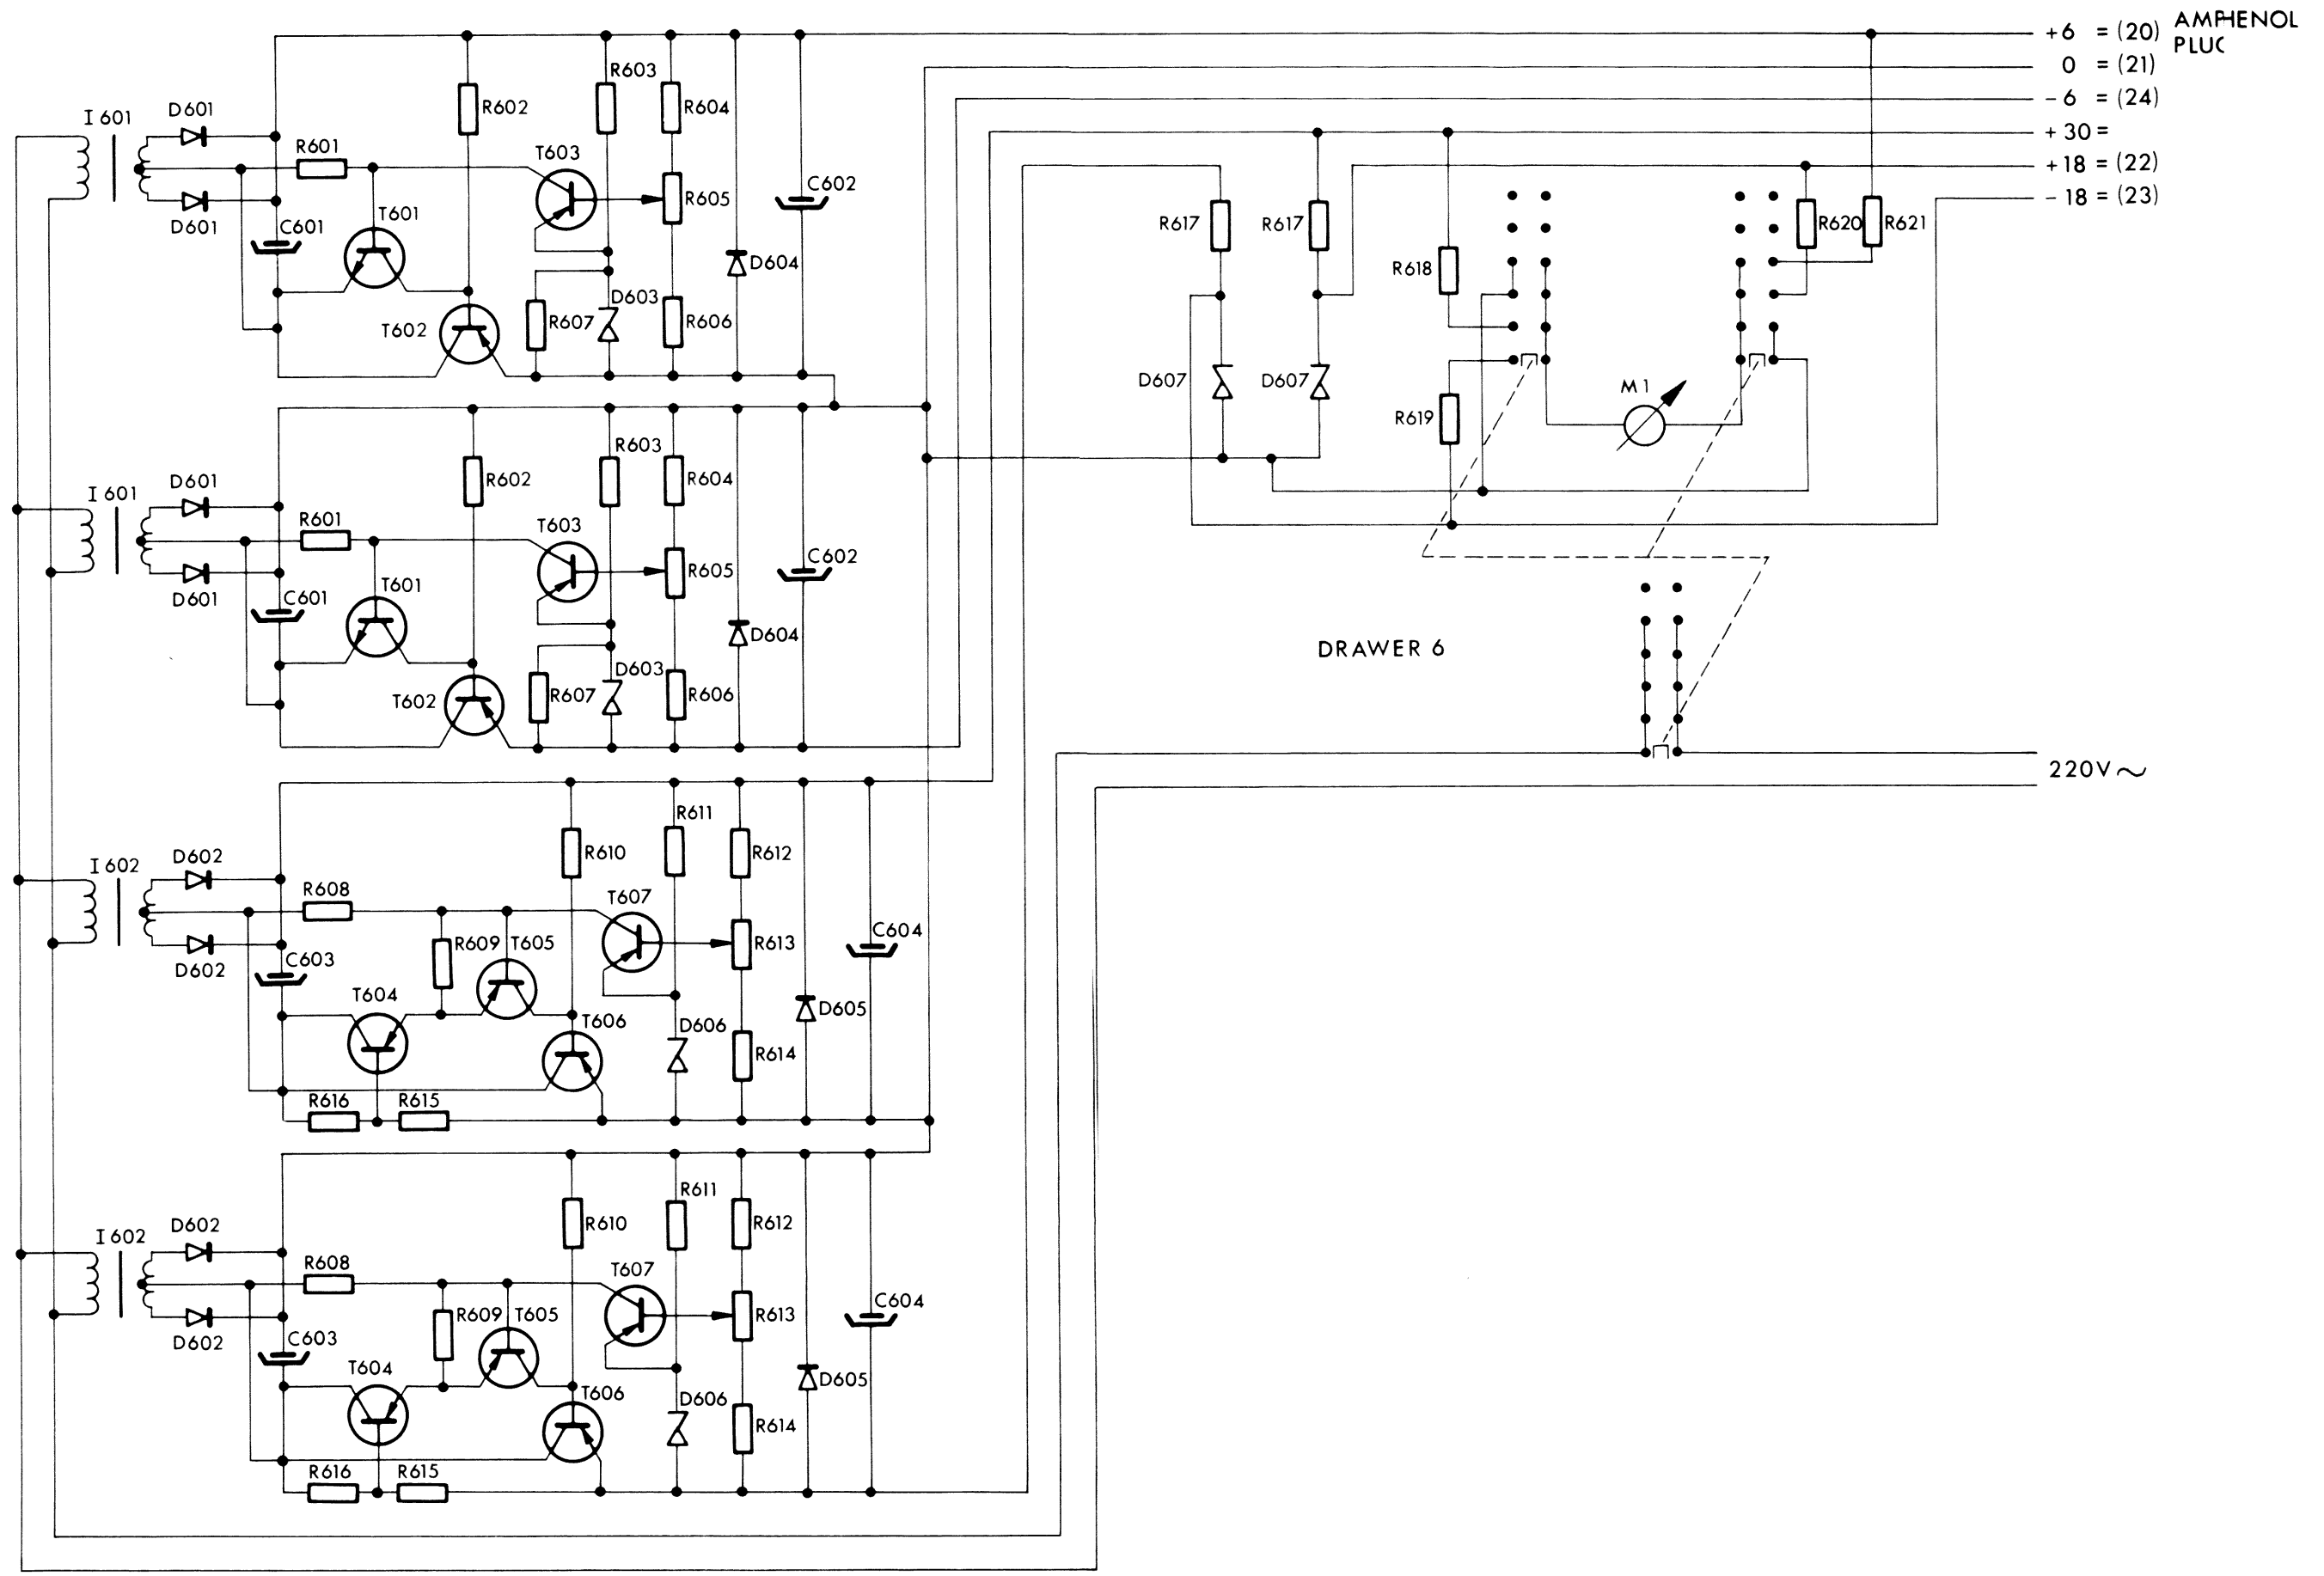 +6 = (20) AMPHENOL
PLUG
0 = (21)
-6 = (24)
+30 =
+18 = (22)
-18 = (23)
I 601
D601
D601
R601
C601
T601
R602
T602
T603
R603
R604
R605
R606
R607
D603
D604
C602
I 601
D601
D601
R601
C601
T601
R602
T602
T603
R603
R604
R605
R606
R607
D603
D604
C602
I 602
D602
D602
R608
C603
T604
R609
T605
R610
T606
T607
R611
R612
R613
R614
D606
D605
C604
R616
R615
I 602
D602
D602
R608
C603
T604
R609
T605
R610
T606
T607
R611
R612
R613
R614
D606
D605
C604
R616
R615
R617
R617
D607
D607
R618
R619
M1
R620
R621
DRAWER 6
220V~